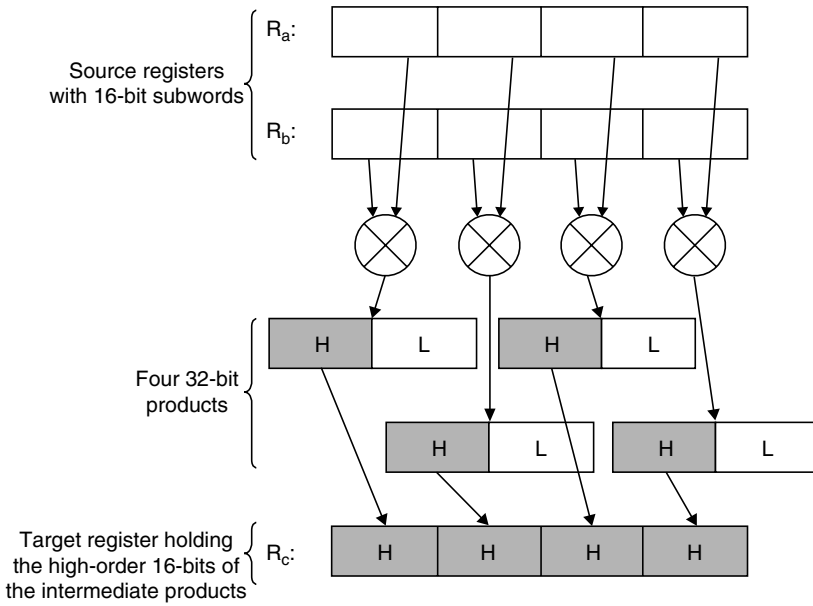 Ra:
Source registers
with 16-bit subwords
Rb:
H L H L
Four 32-bit
products
H L H L
Target register holding
the high-order 16-bits of
the intermediate products
Rc: H H H H